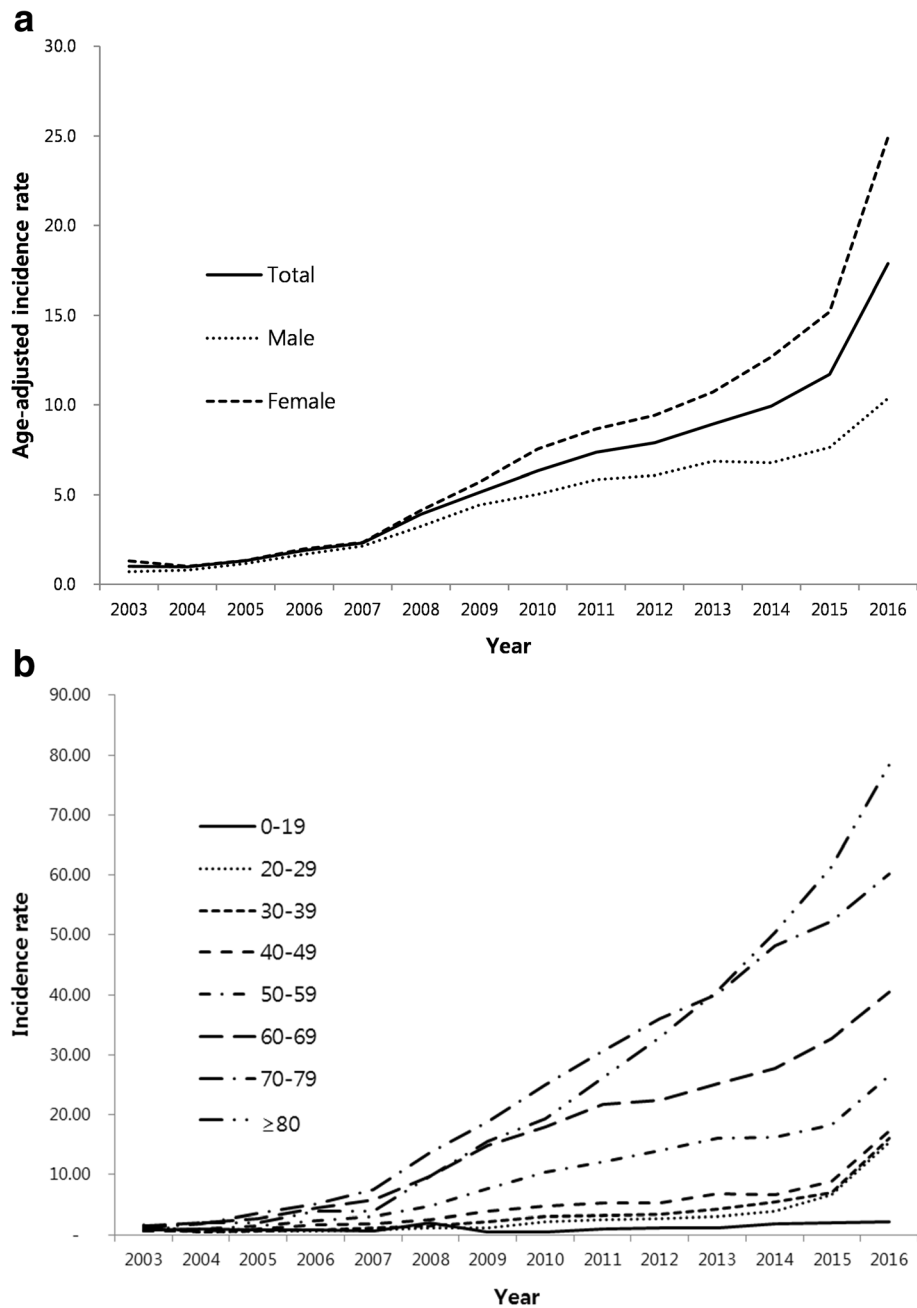 a
30.0
25.0
20.0
15.0
10.0
5.0
0.0
Age-adjusted incidence rate
Total
Male
Female
2003 2004 2005 2006 2007 2008 2009 2010 2011 2012 2013 2014 2015 2016
Year
b
90.00
80.00
70.00
60.00
50.00
40.00
30.00
20.00
10.00
-
Incidence rate
0-19
20-29
30-39
40-49
50-59
60-69
70-79
≥80
2003 2004 2005 2006 2007 2008 2009 2010 2011 2012 2013 2014 2015 2016
Year